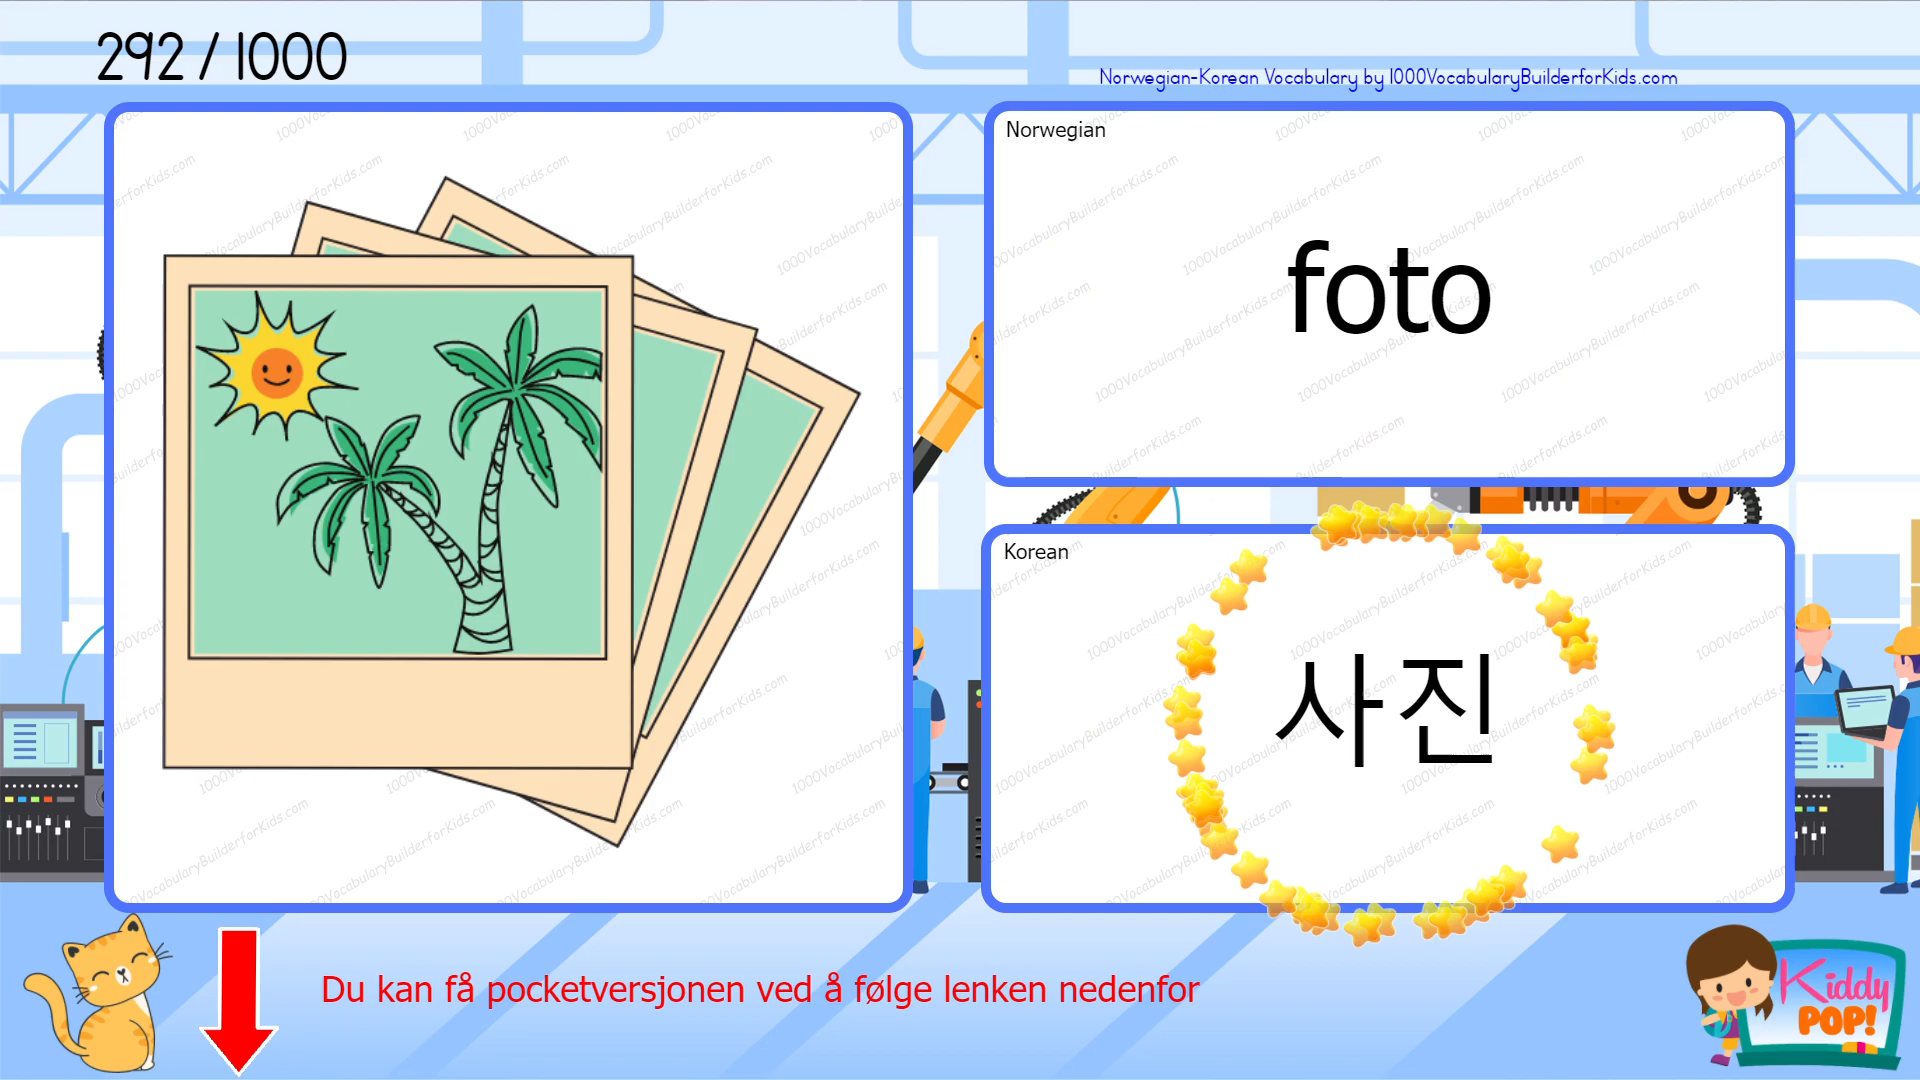 292 / 1000
Norwegian-Korean Vocabulary by 1000VocabularyBuilderforKids.com
Norwegian
foto
Korean
사진
Du kan få pocketversjonen ved å følge lenken nedenfor
Kiddy
POP!